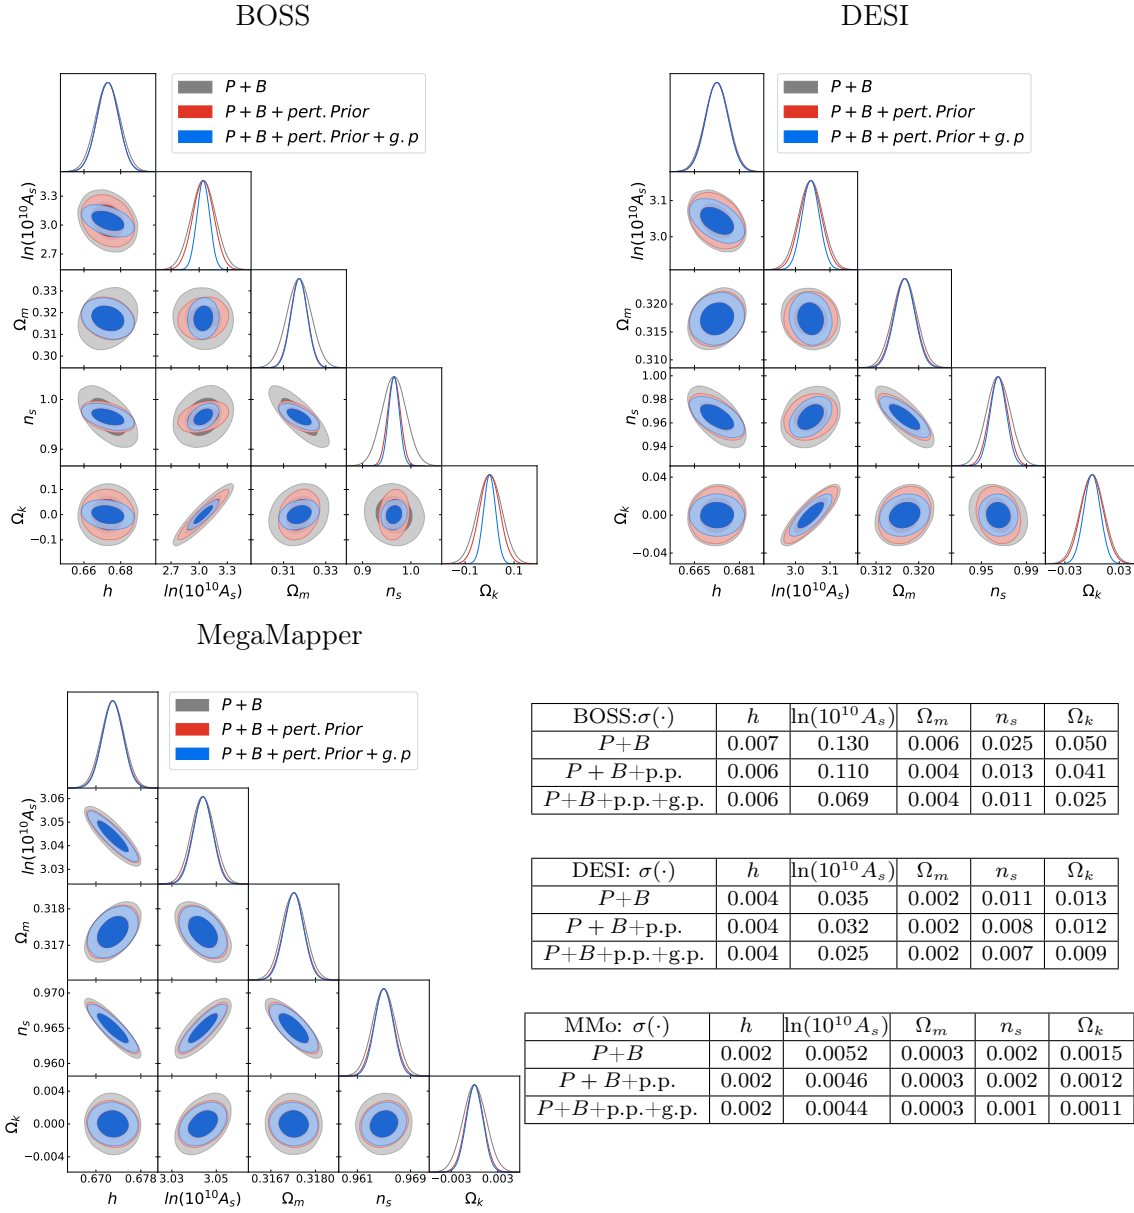 BOSS
P + B
P + B + pert. Prior
P + B + pert. Prior + g. p
ln(10^10 A_s)
3.3
3.0
2.7
Ω_m
0.33
0.32
0.31
0.30
n_s
1.0
0.9
Ω_k
0.1
0.0
−0.1
0.66 0.68 2.7 3.0 3.3 0.31 0.33 0.9 1.0 −0.1 0.1
h ln(10^10 A_s) Ω_m n_s Ω_k
DESI
P + B
P + B + pert. Prior
P + B + pert. Prior + g. p
ln(10^10 A_s)
3.1
3.0
Ω_m
0.320
0.315
0.310
n_s
1.00
0.98
0.96
0.94
Ω_k
0.04
0.00
−0.04
0.665 0.681 3.0 3.1 0.312 0.320 0.95 0.99 −0.03 0.03
h ln(10^10 A_s) Ω_m n_s Ω_k
MegaMapper
P + B
P + B + pert. Prior
P + B + pert. Prior + g. p
ln(10^10 A_s)
3.06
3.04
3.03
Ω_m
0.318
0.317
n_s
0.970
0.965
0.960
Ω_k
0.004
0.000
−0.004
0.670 0.678 3.03 3.05 0.3167 0.3180 0.961 0.969 −0.003 0.003
h ln(10^10 A_s) Ω_m n_s Ω_k
BOSS:σ(·) h ln(10^10 A_s) Ω_m n_s Ω_k
P+B 0.007 0.130 0.006 0.025 0.050
P + B+p.p. 0.006 0.110 0.004 0.013 0.041
P+B+p.p.+g.p. 0.006 0.069 0.004 0.011 0.025
DESI: σ(·) h ln(10^10 A_s) Ω_m n_s Ω_k
P+B 0.004 0.035 0.002 0.011 0.013
P + B+p.p. 0.004 0.032 0.002 0.008 0.012
P+B+p.p.+g.p. 0.004 0.025 0.002 0.007 0.009
MMo: σ(·) h ln(10^10 A_s) Ω_m n_s Ω_k
P+B 0.002 0.0052 0.0003 0.002 0.0015
P + B+p.p. 0.002 0.0046 0.0003 0.002 0.0012
P+B+p.p.+g.p. 0.002 0.0044 0.0003 0.001 0.0011